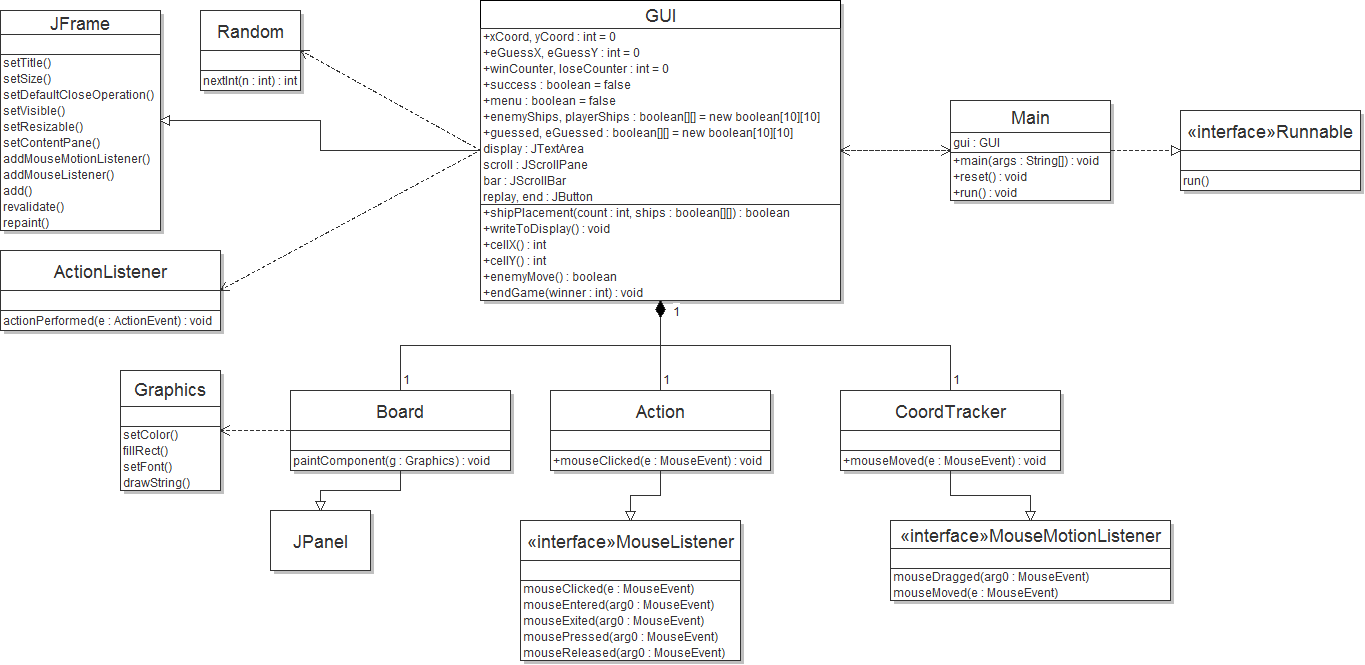 JFrame
setTitle()
setSize()
setDefaultCloseOperation()
setVisible()
setResizable()
setContentPane()
addMouseMotionListener()
addMouseListener()
add()
revalidate()
repaint()
Random
nextInt(n : int) : int
GUI
+xCoord, yCoord : int = 0
+eGuessX, eGuessY : int = 0
+winCounter, loseCounter : int = 0
+success : boolean = false
+menu : boolean = false
+enemyShips, playerShips : boolean[][] = new boolean[10][10]
+guessed, eGuessed : boolean[][] = new boolean[10][10]
display : JTextArea
scroll : JScrollPane
bar : JScrollBar
replay, end : JButton
+shipPlacement(count : int, ships : boolean[][]) : boolean
+writeToDisplay() : void
+cellX() : int
+cellY() : int
+enemyMove() : boolean
+endGame(winner : int) : void
Main
gui : GUI
+main(args : String[]) : void
+reset() : void
+run() : void
«interface»Runnable
run()
ActionListener
actionPerformed(e : ActionEvent) : void
1
1
1
1
Graphics
setColor()
fillRect()
setFont()
drawString()
Board
paintComponent(g : Graphics) : void
Action
+mouseClicked(e : MouseEvent) : void
CoordTracker
+mouseMoved(e : MouseEvent) : void
JPanel
«interface»MouseListener
mouseClicked(e : MouseEvent)
mouseEntered(arg0 : MouseEvent)
mouseExited(arg0 : MouseEvent)
mousePressed(arg0 : MouseEvent)
mouseReleased(arg0 : MouseEvent)
«interface»MouseMotionListener
mouseDragged(arg0 : MouseEvent)
mouseMoved(e : MouseEvent)